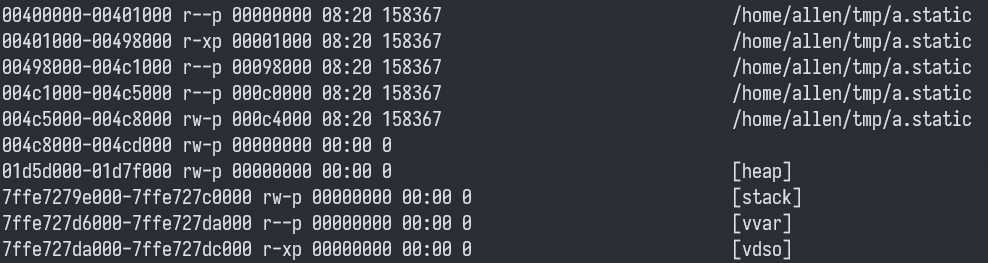 00400000-00401000 r--p 00000000 08:20 158367 /home/allen/tmp/a.static
00401000-00498000 r-xp 00001000 08:20 158367 /home/allen/tmp/a.static
00498000-004c1000 r--p 00098000 08:20 158367 /home/allen/tmp/a.static
004c1000-004c5000 r--p 000c0000 08:20 158367 /home/allen/tmp/a.static
004c5000-004c8000 rw-p 000c4000 08:20 158367 /home/allen/tmp/a.static
004c8000-004cd000 rw-p 00000000 00:00 0
01d5d000-01d7f000 rw-p 00000000 00:00 0 [heap]
7ffe7279e000-7ffe727c0000 rw-p 00000000 00:00 0 [stack]
7ffe727d6000-7ffe727da000 r--p 00000000 00:00 0 [vvar]
7ffe727da000-7ffe727dc000 r-xp 00000000 00:00 0 [vdso]